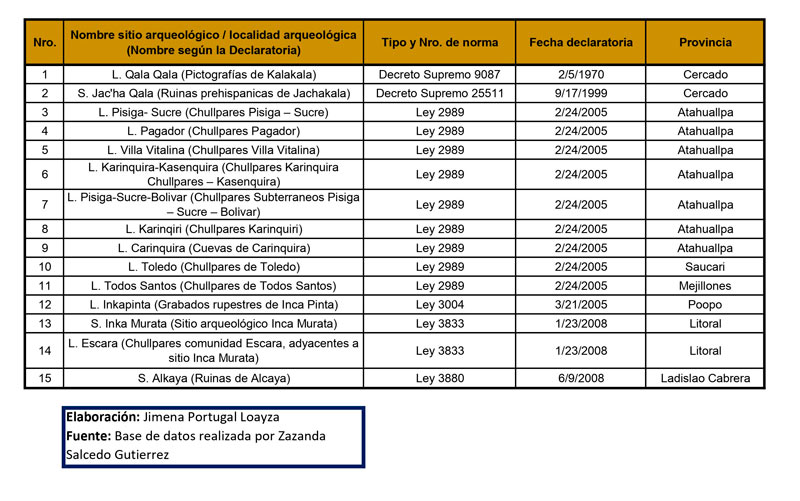 Nro. Nombre sitio arqueológico / localidad arqueológica (Nombre según la Declaratoria) Tipo y Nro. de norma Fecha declaratoria Provincia
1 L. Qala Qala (Pictografías de Kalakala) Decreto Supremo 9087 2/5/1970 Cercado
2 S. Jac'ha Qala (Ruinas prehispanicas de Jachakala) Decreto Supremo 25511 9/17/1999 Cercado
3 L. Pisiga- Sucre (Chullpares Pisiga – Sucre) Ley 2989 2/24/2005 Atahuallpa
4 L. Pagador (Chullpares Pagador) Ley 2989 2/24/2005 Atahuallpa
5 L. Villa Vitalina (Chullpares Villa Vitalina) Ley 2989 2/24/2005 Atahuallpa
6 L. Karinquira-Kasenquira (Chullpares Karinquira Chullpares – Kasenquira) Ley 2989 2/24/2005 Atahuallpa
7 L. Pisiga-Sucre-Bolivar (Chullpares Subterraneos Pisiga – Sucre – Bolivar) Ley 2989 2/24/2005 Atahuallpa
8 L. Karinqiri (Chullpares Karinquiri) Ley 2989 2/24/2005 Atahuallpa
9 L. Carinquira (Cuevas de Carinquira) Ley 2989 2/24/2005 Atahuallpa
10 L. Toledo (Chullpares de Toledo) Ley 2989 2/24/2005 Saucari
11 L. Todos Santos (Chullpares de Todos Santos) Ley 2989 2/24/2005 Mejillones
12 L. Inkapinta (Grabados rupestres de Inca Pinta) Ley 3004 3/21/2005 Poopo
13 S. Inka Murata (Sitio arqueológico Inca Murata) Ley 3833 1/23/2008 Litoral
14 L. Escara (Chullpares comunidad Escara, adyacentes a sitio Inca Murata) Ley 3833 1/23/2008 Litoral
15 S. Alkaya (Ruinas de Alcaya) Ley 3880 6/9/2008 Ladislao Cabrera
Elaboración: Jimena Portugal Loayza
Fuente: Base de datos realizada por Zazanda
Salcedo Gutierrez